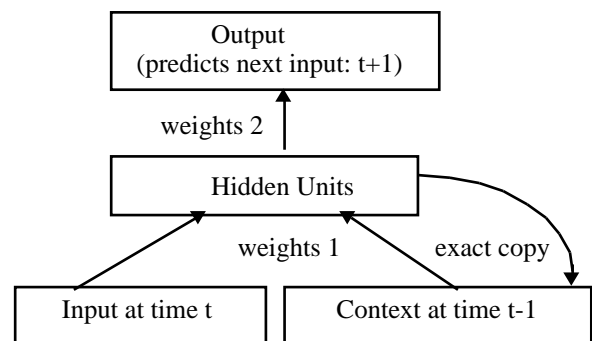 Output
(predicts next input: t+1)
weights 2
Hidden Units
weights 1
exact copy
Input at time t
Context at time t-1